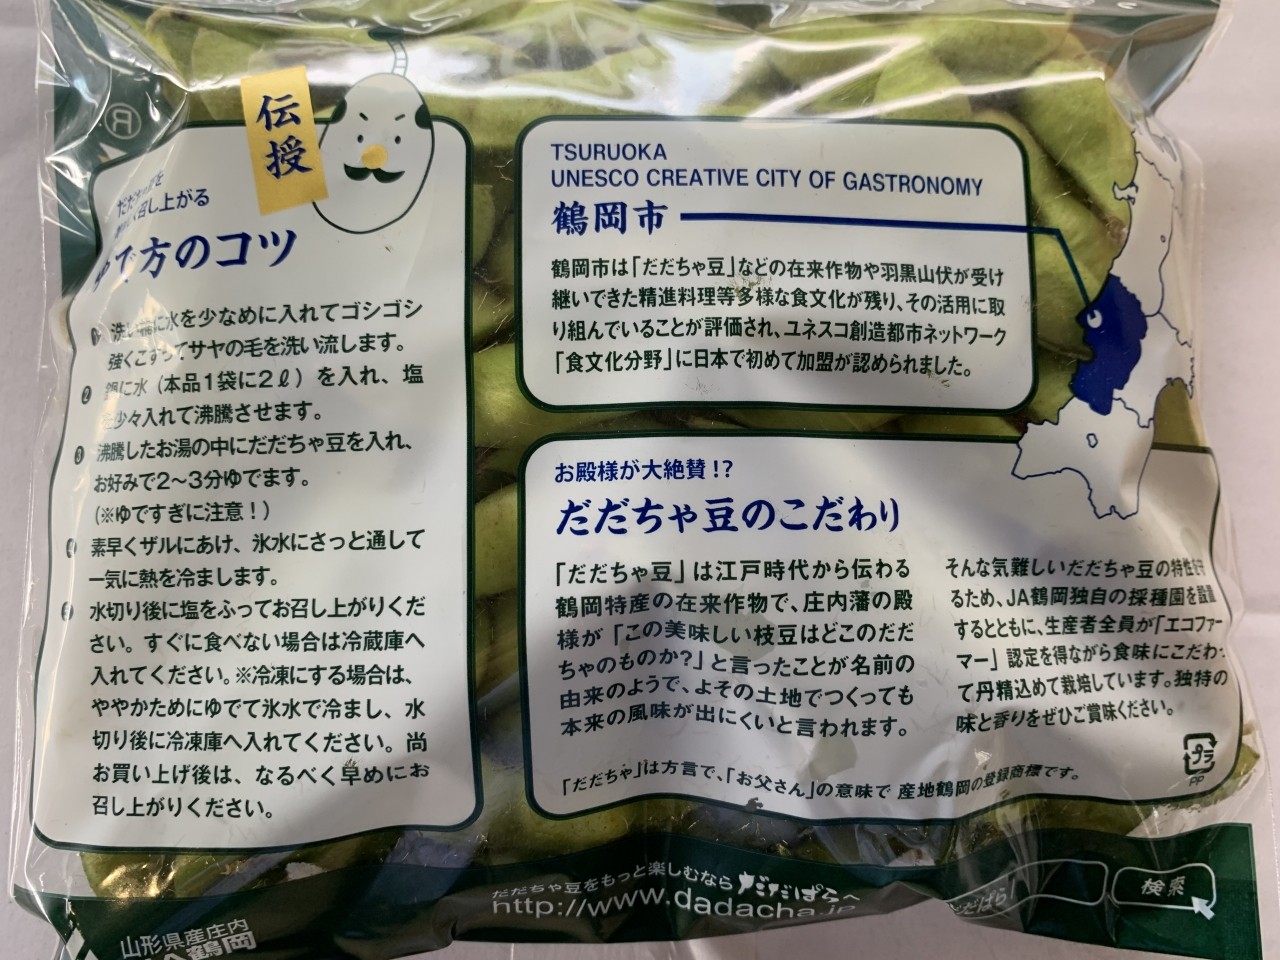 ®
伝授
召し上がる
ゆで方のコツ
水を少なめに入れてゴシゴシ
強くこすってサヤの毛を洗い流します。
② 鍋に水（本品1袋に2ℓ）を入れ、塩
を少々入れて沸騰させます。
③ 沸騰したお湯の中にだだちゃ豆を入れ、
お好みで2〜3分ゆでます。
（※ゆですぎに注意！）
素早くザルにあけ、氷水にさっと通して
一気に熱を冷まします。
水切り後に塩をふってお召し上がりくだ
さい。すぐに食べない場合は冷蔵庫へ
入れてください。※冷凍にする場合は、
ややかためにゆでて氷水で冷まし、水
切り後に冷凍庫へ入れてください。尚
お買い上げ後は、なるべく早めにお
召し上がりください。
TSURUOKA
UNESCO CREATIVE CITY OF GASTRONOMY
鶴岡市
鶴岡市は「だだちゃ豆」などの在来作物や羽黒山伏が受け
継いできた精進料理等多様な食文化が残り、その活用に取
り組んでいることが評価され、ユネスコ創造都市ネットワーク
「食文化分野」に日本で初めて加盟が認められました。
お殿様が大絶賛！？
だだちゃ豆のこだわり
「だだちゃ豆」は江戸時代から伝わる
鶴岡特産の在来作物で、庄内藩の殿
様が「この美味しい枝豆はどこのだだ
ちゃのものか？」と言ったことが名前の
由来のようで、よその土地でつくっても
本来の風味が出にくいと言われます。
そんな気難しいだだちゃ豆の特性を
るため、JA鶴岡独自の採種園を設置
するとともに、生産者全員が「エコファー
マー」認定を得ながら食味にこだわっ
て丹精込めて栽培しています。独特の
味と香りをぜひご賞味ください。
「だだちゃ」は方言で、「お父さん」の意味で 産地鶴岡の登録商標です。
プラ
PP
だだちゃ豆をもっと楽しむなら だだぱらへ
http://www.dadacha.jp
だだぱら！
検索
山形県産庄内
鶴岡